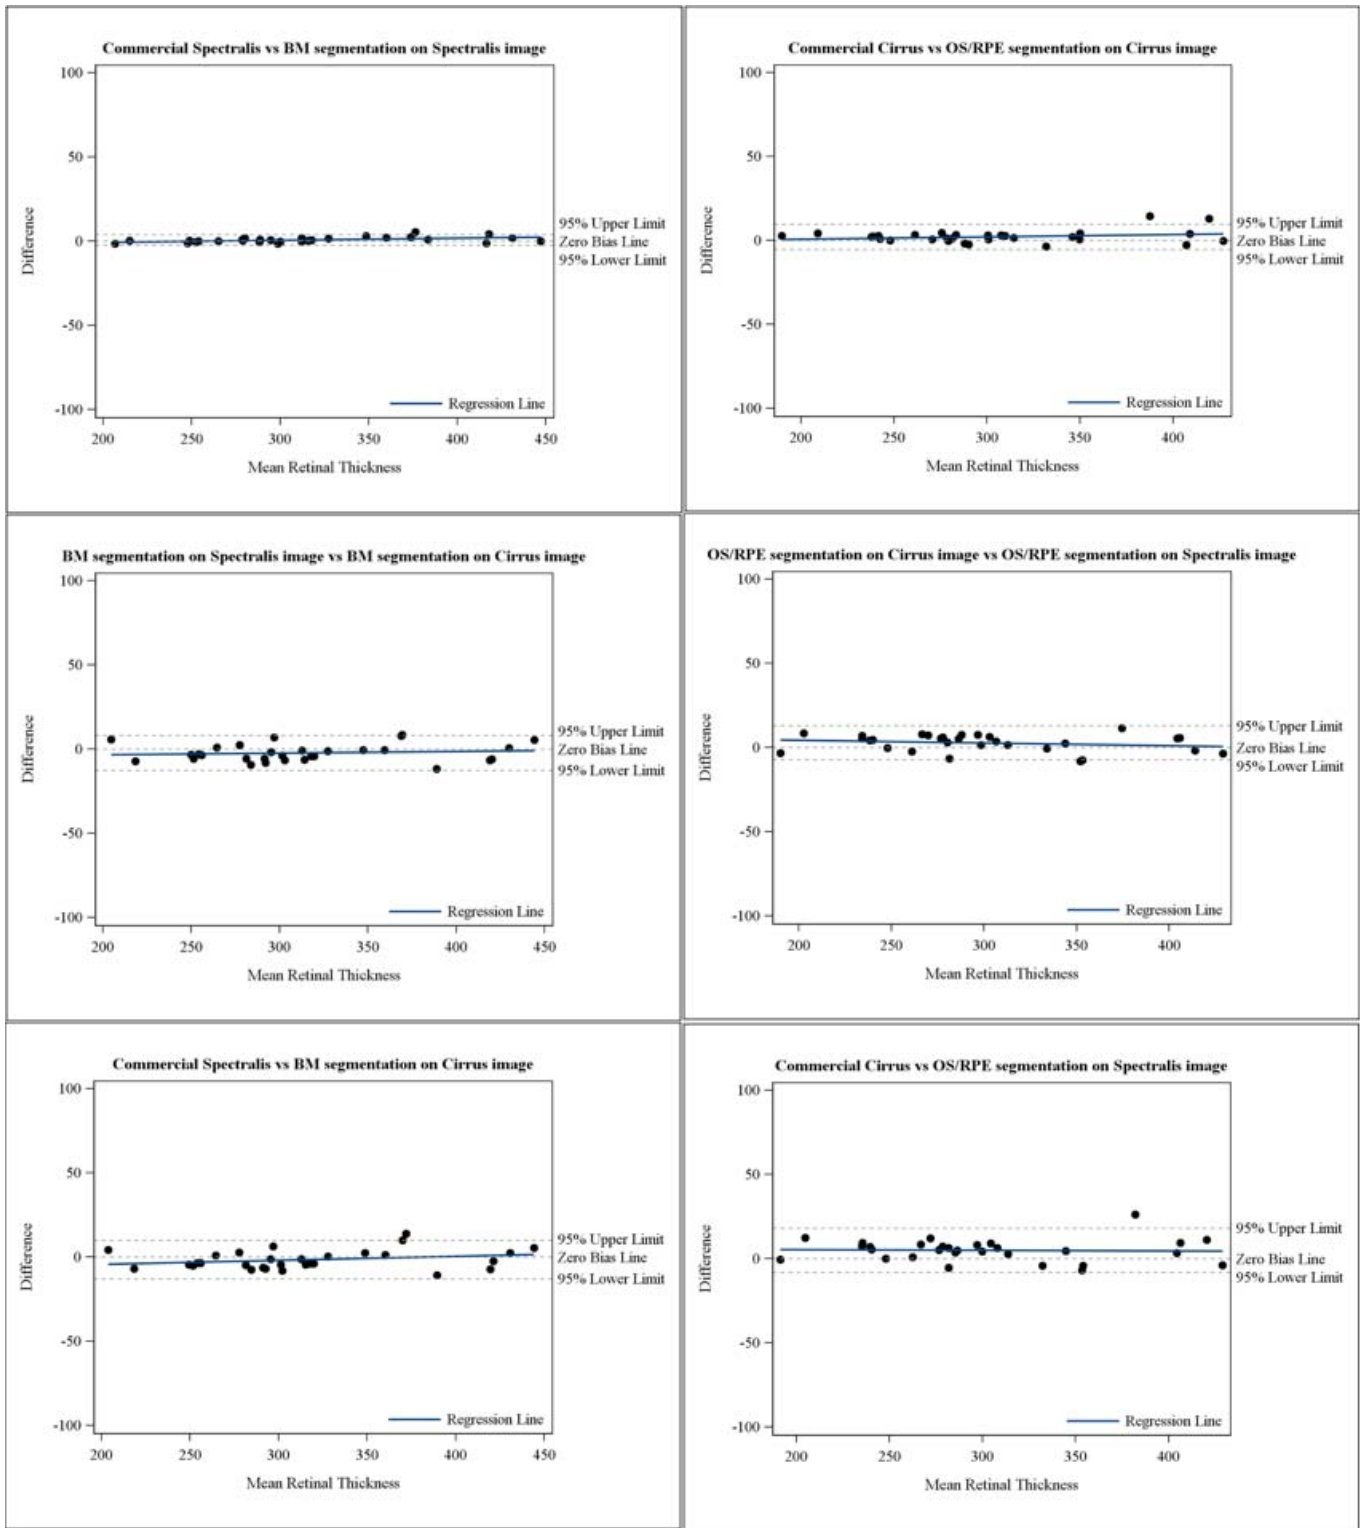 Commercial Spectralis vs BM segmentation on Spectralis image
100
50
0
-50
-100
Difference
95% Upper Limit
Zero Bias Line
95% Lower Limit
Regression Line
200 250 300 350 400 450
Mean Retinal Thickness
Commercial Cirrus vs OS/RPE segmentation on Cirrus image
100
50
0
-50
-100
Difference
95% Upper Limit
Zero Bias Line
95% Lower Limit
Regression Line
200 250 300 350 400
Mean Retinal Thickness
BM segmentation on Spectralis image vs BM segmentation on Cirrus image
100
50
0
-50
-100
Difference
95% Upper Limit
Zero Bias Line
95% Lower Limit
Regression Line
200 250 300 350 400 450
Mean Retinal Thickness
OS/RPE segmentation on Cirrus image vs OS/RPE segmentation on Spectralis image
100
50
0
-50
-100
Difference
95% Upper Limit
Zero Bias Line
95% Lower Limit
Regression Line
200 250 300 350 400
Mean Retinal Thickness
Commercial Spectralis vs BM segmentation on Cirrus image
100
50
0
-50
-100
Difference
95% Upper Limit
Zero Bias Line
95% Lower Limit
Regression Line
200 250 300 350 400 450
Mean Retinal Thickness
Commercial Cirrus vs OS/RPE segmentation on Spectralis image
100
50
0
-50
-100
Difference
95% Upper Limit
Zero Bias Line
95% Lower Limit
Regression Line
200 250 300 350 400
Mean Retinal Thickness